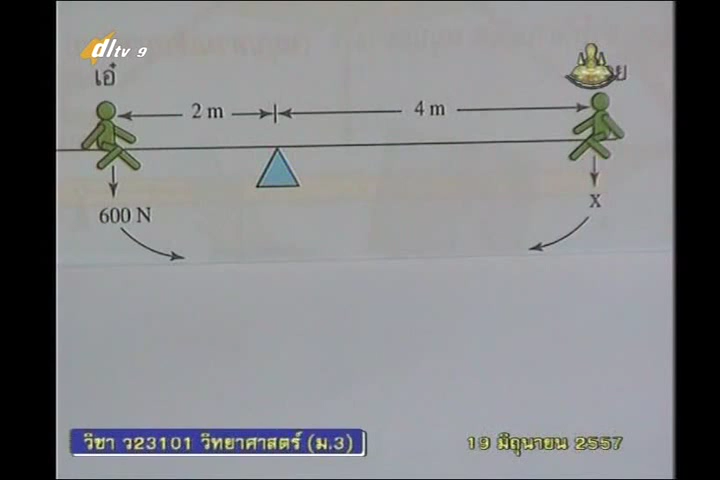 dltv 9
เอ๋
2 m
4 m
600 N
X
วิชา ว23101 วิทยาศาสตร์ (ม.3)
19 มิถุนายน 2557